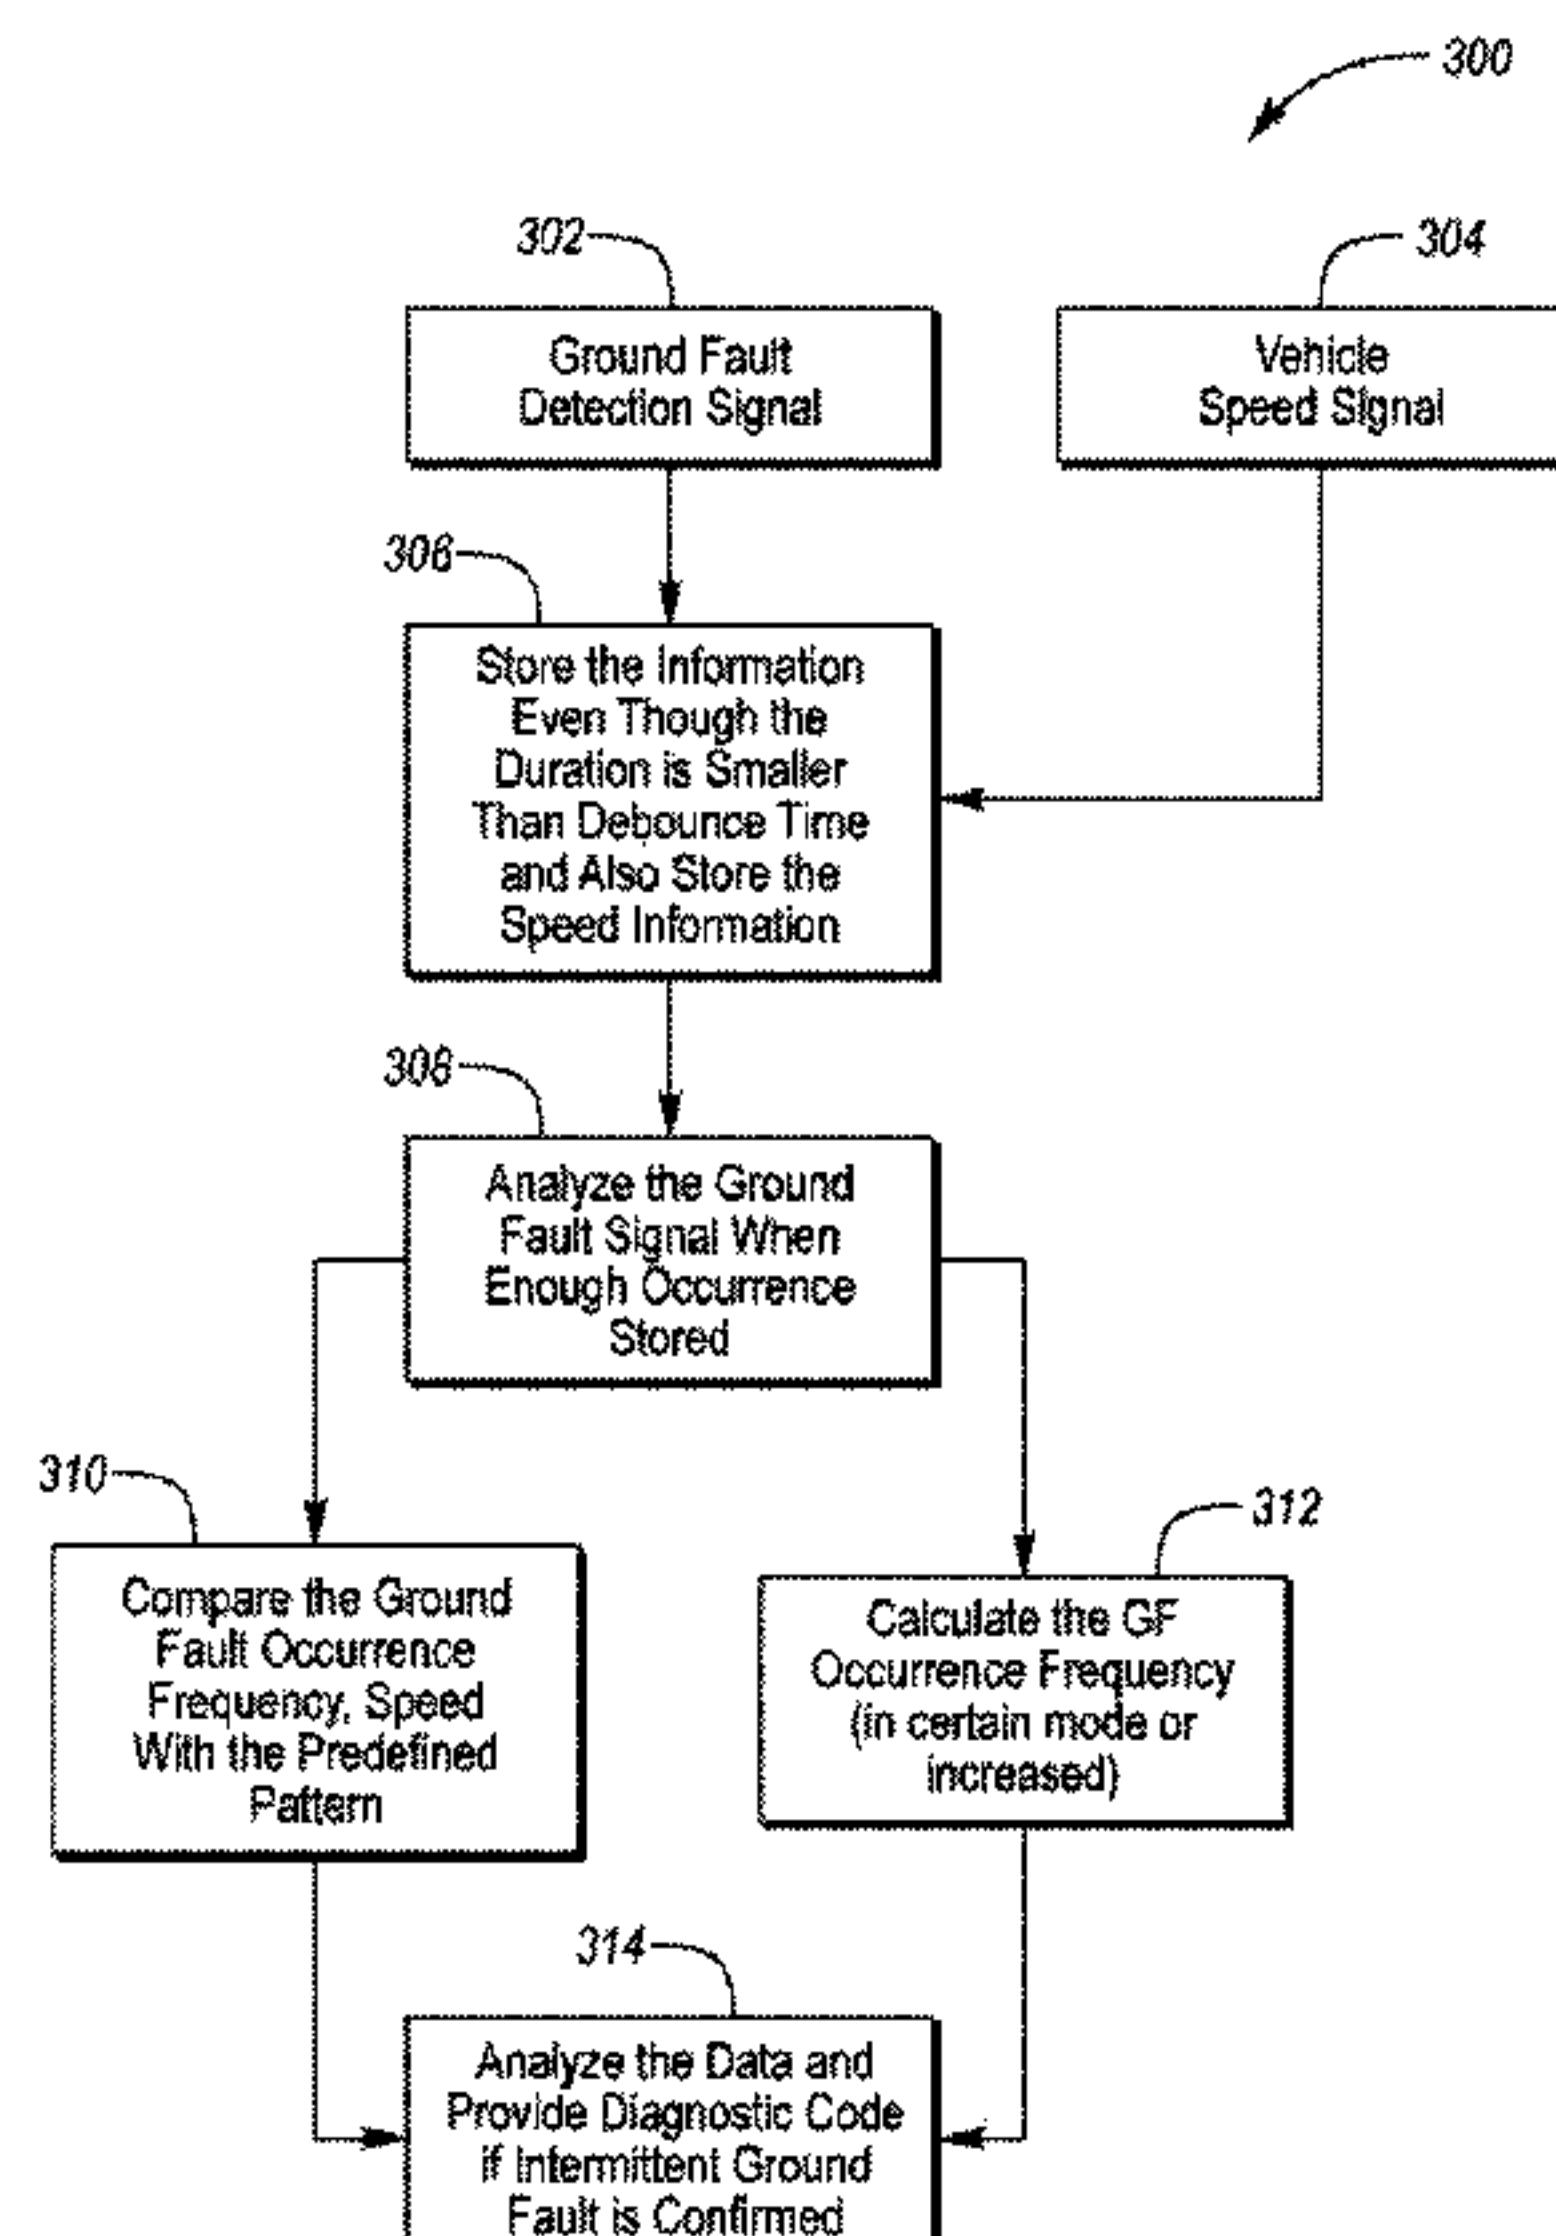 300
302
Ground Fault
Detection Signal
304
Vehicle
Speed Signal
306
Store the Information
Even Though the
Duration is Smaller
Than Debounce Time
and Also Store the
Speed Information
308
Analyze the Ground
Fault Signal When
Enough Occurrence
Stored
310
Compare the Ground
Fault Occurrence
Frequency, Speed
With the Predefined
Pattern
312
Calculate the GF
Occurrence Frequency
(in certain mode or
increased)
314
Analyze the Data and
Provide Diagnostic Code
if Intermittent Ground
Fault is Confirmed